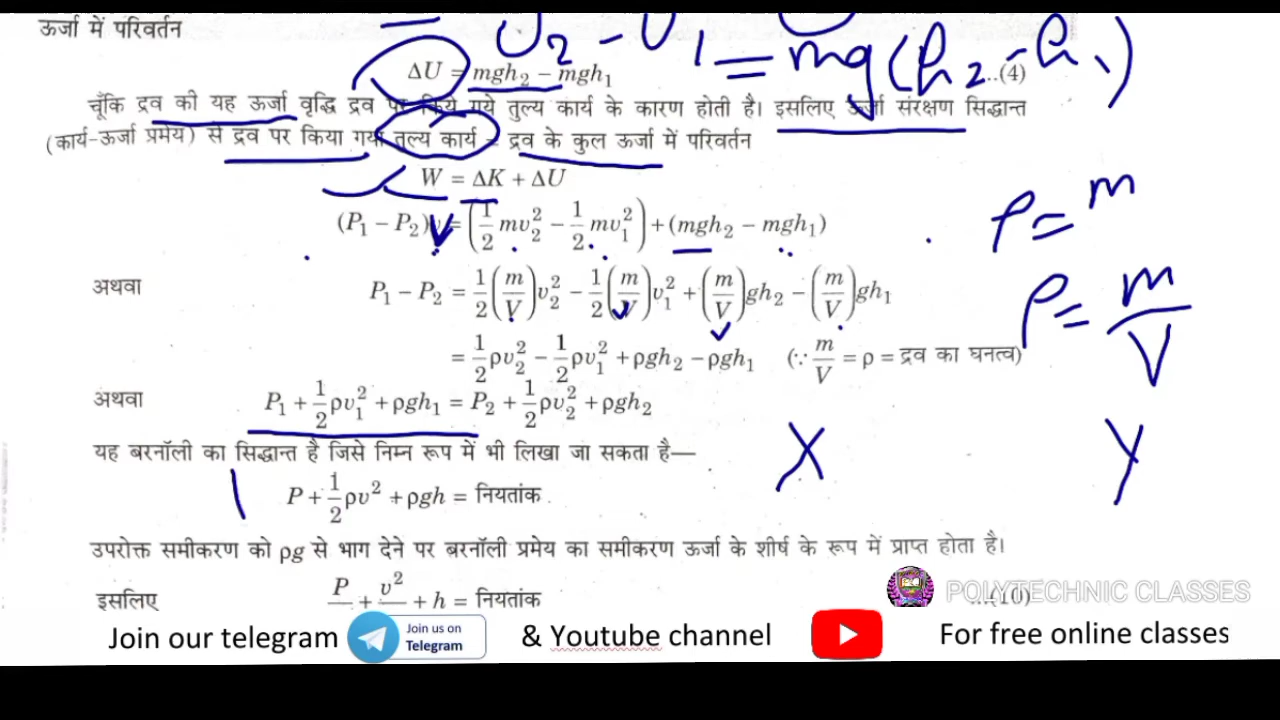 ऊर्जा में परिवर्तन
U₂ - U₁ = mg(h₂ - h₁)
ΔU = mgh₂ − mgh₁ ...(4)
चूँकि द्रव की यह ऊर्जा वृद्धि द्रव पर किये गये तुल्य कार्य के कारण होती है। इसलिए ऊर्जा संरक्षण सिद्धान्त
(कार्य-ऊर्जा प्रमेय) से द्रव पर किया गया तुल्य कार्य = द्रव के कुल ऊर्जा में परिवर्तन
W = ΔK + ΔU
(P₁ − P₂)V = (1/2 mv₂² − 1/2 mv₁²) + (mgh₂ − mgh₁)
ρ = m
अथवा P₁ − P₂ = 1/2 (m/V) v₂² − 1/2 (m/V) v₁² + (m/V) gh₂ − (m/V) gh₁
ρ = m/V
= 1/2 ρv₂² − 1/2 ρv₁² + ρgh₂ − ρgh₁ (∵ m/V = ρ = द्रव का घनत्व)
अथवा P₁ + 1/2 ρv₁² + ρgh₁ = P₂ + 1/2 ρv₂² + ρgh₂
यह बरनॉली का सिद्धान्त है जिसे निम्न रूप में भी लिखा जा सकता है—
X Y
P + 1/2 ρv² + ρgh = नियतांक
उपरोक्त समीकरण को ρg से भाग देने पर बरनॉली प्रमेय का समीकरण ऊर्जा के शीर्ष के रूप में प्राप्त होता है।
POLYTECHNIC CLASSES
इसलिए P + v² + h = नियतांक ...(10)
Join our telegram Join us on Telegram & Youtube channel For free online classes